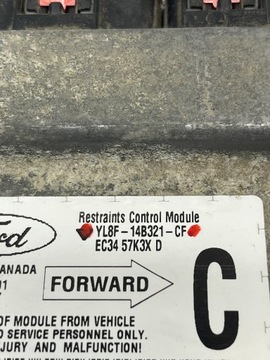 Restraints Control Module
YL8F-14B321-CF
EC34 57K3X D
ANADA
FORWARD
C
OF MODULE FROM VEHICLE
D SERVICE PERSONNEL ONLY.
JURY AND MALFUNCTION!